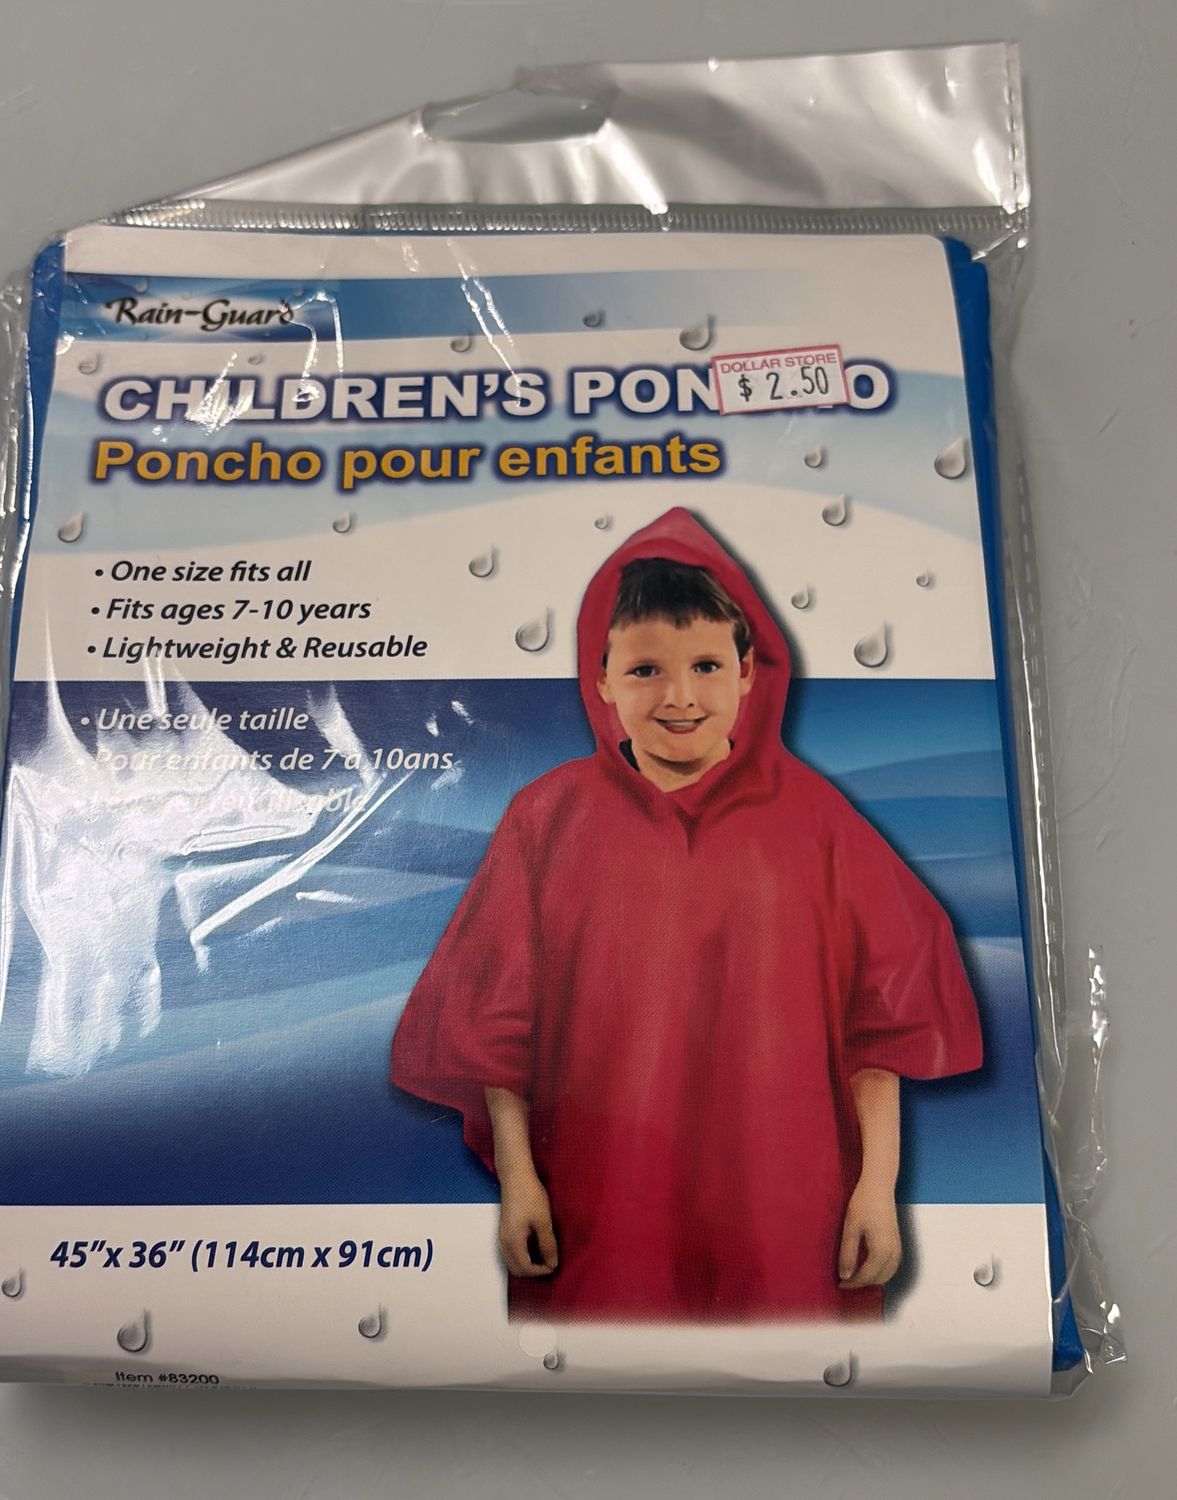 Rain-Guard
CHILDREN'S PON O
DOLLAR STORE
$ 2.50
Poncho pour enfants
• One size fits all
• Fits ages 7-10 years
• Lightweight & Reusable
• Une seule taille
• Pour enfants de 7 a 10ans
45"x 36" (114cm x 91cm)
Item #83200